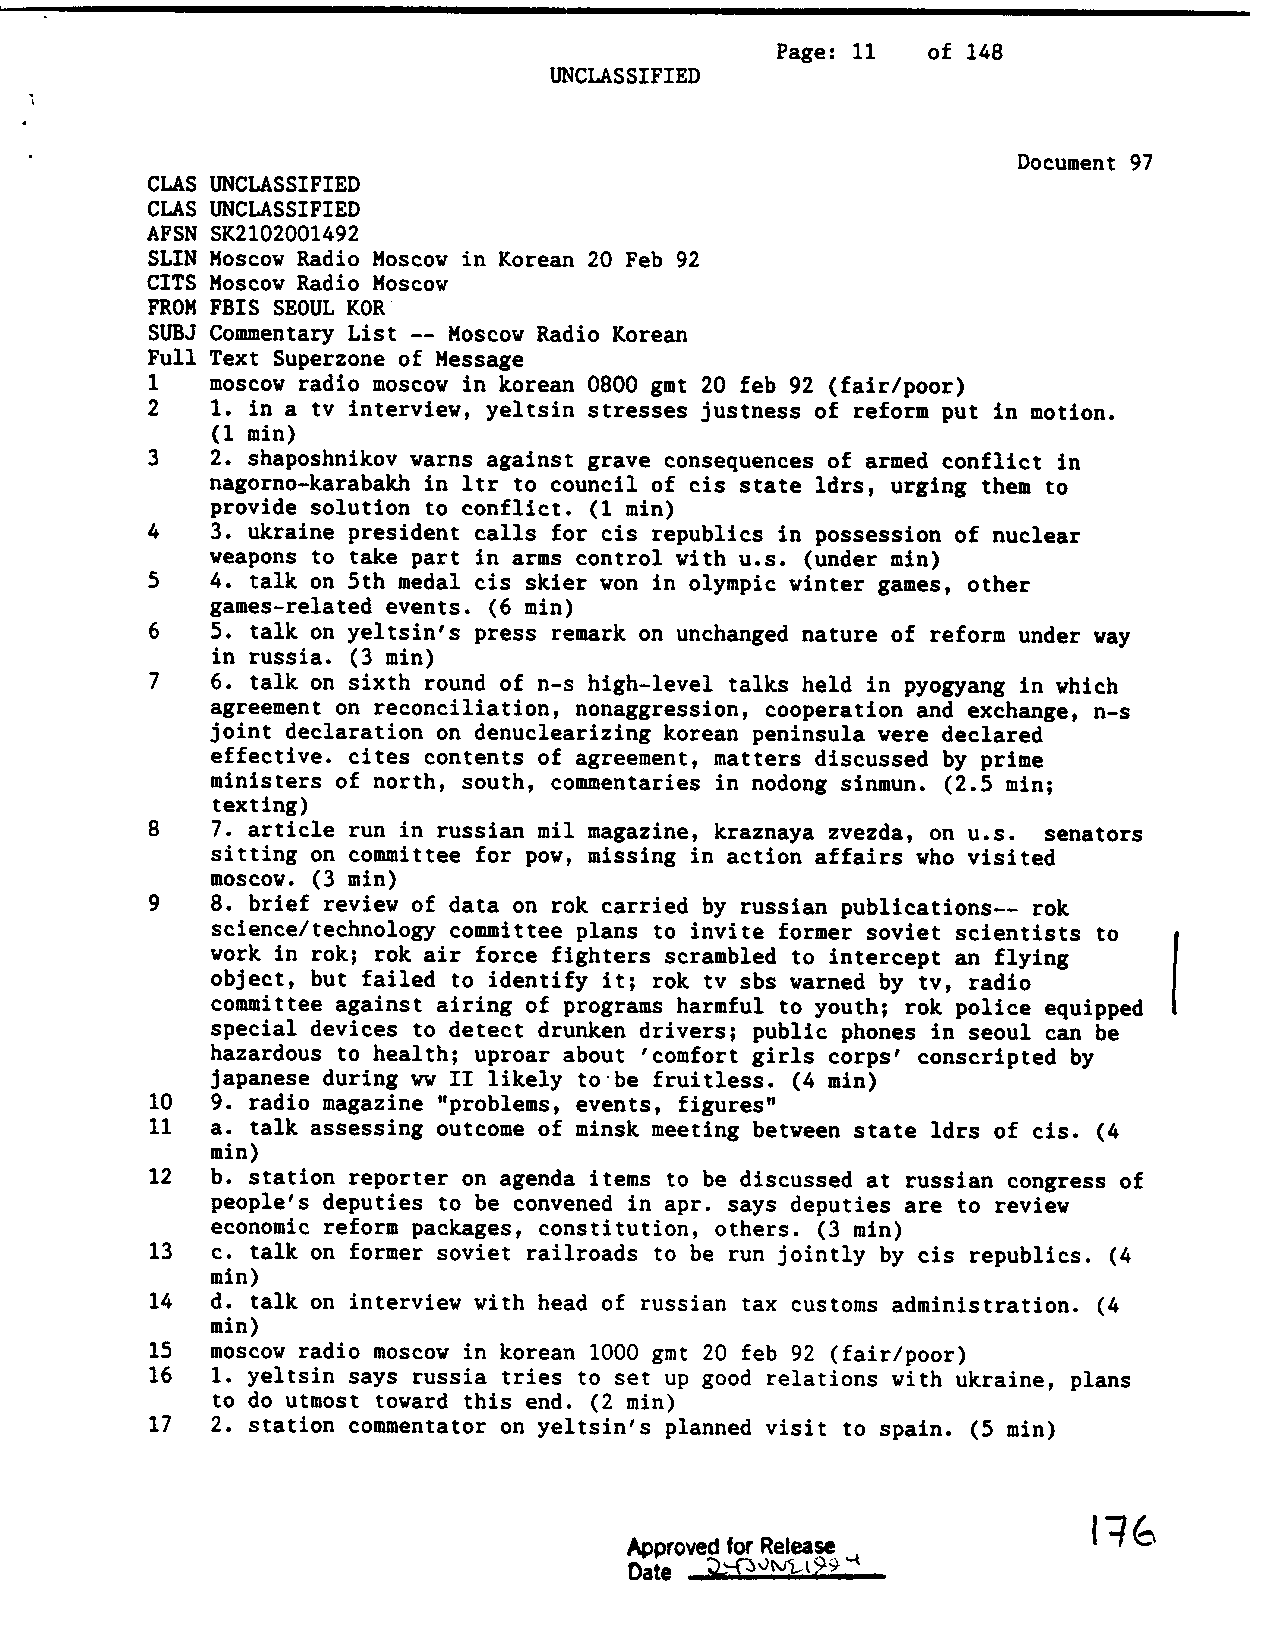 Page: 11 of 148
UNCLASSIFIED
Document 97
CLAS UNCLASSIFIED
CLAS UNCLASSIFIED
AFSN SK2102001492
SLIN Moscow Radio Moscow in Korean 20 Feb 92
CITS Moscow Radio Moscow
FROM FBIS SEOUL KOR
SUBJ Commentary List -- Moscow Radio Korean
Full Text Superzone of Message
1 moscow radio moscow in korean 0800 gmt 20 feb 92 (fair/poor)
2 1. in a tv interview, yeltsin stresses justness of reform put in motion.
(1 min)
3 2. shaposhnikov warns against grave consequences of armed conflict in
nagorno-karabakh in ltr to council of cis state ldrs, urging them to
provide solution to conflict. (1 min)
4 3. ukraine president calls for cis republics in possession of nuclear
weapons to take part in arms control with u.s. (under min)
5 4. talk on 5th medal cis skier won in olympic winter games, other
games-related events. (6 min)
6 5. talk on yeltsin's press remark on unchanged nature of reform under way
in russia. (3 min)
7 6. talk on sixth round of n-s high-level talks held in pyogyang in which
agreement on reconciliation, nonaggression, cooperation and exchange, n-s
joint declaration on denuclearizing korean peninsula were declared
effective. cites contents of agreement, matters discussed by prime
ministers of north, south, commentaries in nodong sinmun. (2.5 min;
texting)
8 7. article run in russian mil magazine, kraznaya zvezda, on u.s. senators
sitting on committee for pow, missing in action affairs who visited
moscow. (3 min)
9 8. brief review of data on rok carried by russian publications-- rok
science/technology committee plans to invite former soviet scientists to
work in rok; rok air force fighters scrambled to intercept an flying
object, but failed to identify it; rok tv sbs warned by tv, radio
committee against airing of programs harmful to youth; rok police equipped
special devices to detect drunken drivers; public phones in seoul can be
hazardous to health; uproar about 'comfort girls corps' conscripted by
japanese during ww II likely to be fruitless. (4 min)
10 9. radio magazine "problems, events, figures"
11 a. talk assessing outcome of minsk meeting between state ldrs of cis. (4
min)
12 b. station reporter on agenda items to be discussed at russian congress of
people's deputies to be convened in apr. says deputies are to review
economic reform packages, constitution, others. (3 min)
13 c. talk on former soviet railroads to be run jointly by cis republics. (4
min)
14 d. talk on interview with head of russian tax customs administration. (4
min)
15 moscow radio moscow in korean 1000 gmt 20 feb 92 (fair/poor)
16 1. yeltsin says russia tries to set up good relations with ukraine, plans
to do utmost toward this end. (2 min)
17 2. station commentator on yeltsin's planned visit to spain. (5 min)
176
Approved for Release
Date